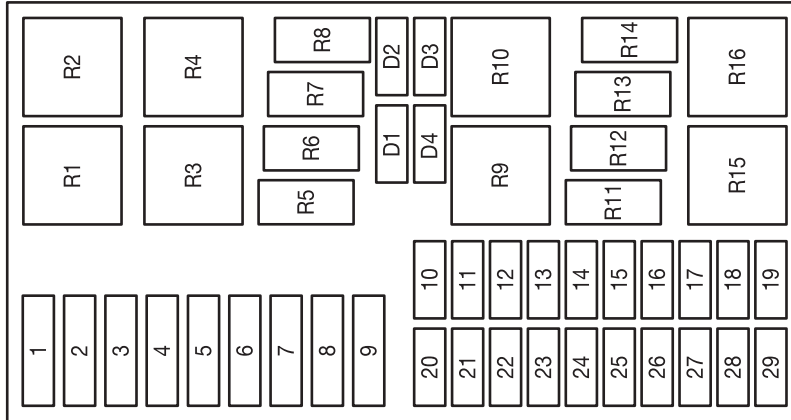 R2 R4 R8 D2 D3 R10 R14 R16
R7 R13
R1 R3 R6 D1 D4 R9 R12 R15
R5 R11
10 11 12 13 14 15 16 17 18 19
1 2 3 4 5 6 7 8 9
20 21 22 23 24 25 26 27 28 29